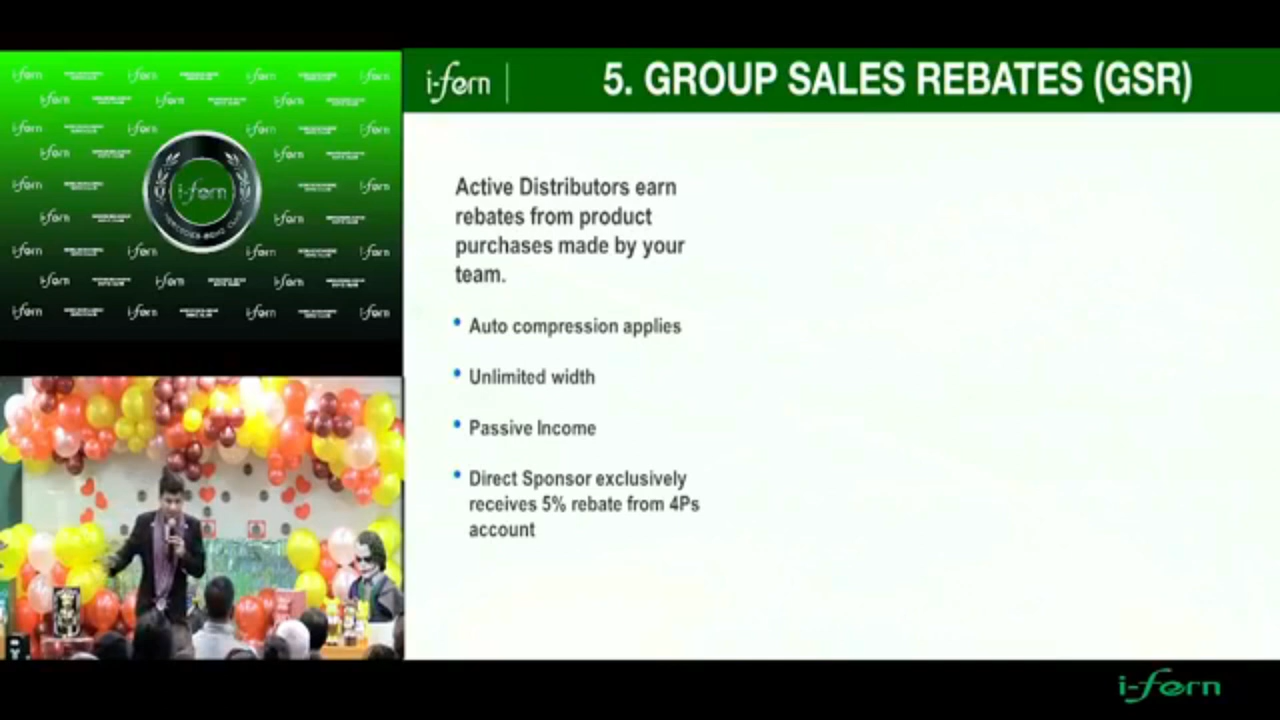 i-fern
5. GROUP SALES REBATES (GSR)
Active Distributors earn
rebates from product
purchases made by your
team.
• Auto compression applies
• Unlimited width
• Passive Income
• Direct Sponsor exclusively
receives 5% rebate from 4Ps
account
i-fern
i-fern